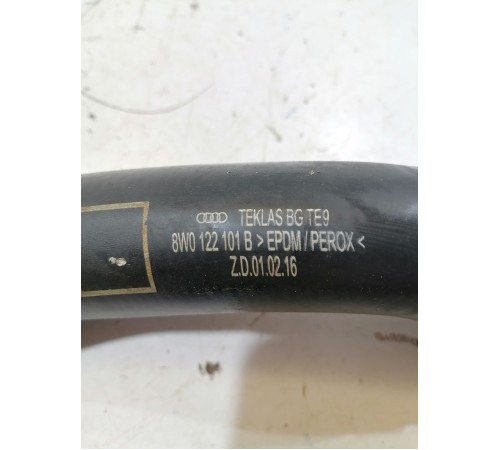 TEKLAS BG TE9
8W0 122 101 B > EPDM / PEROX <
Z.D.01.02.16